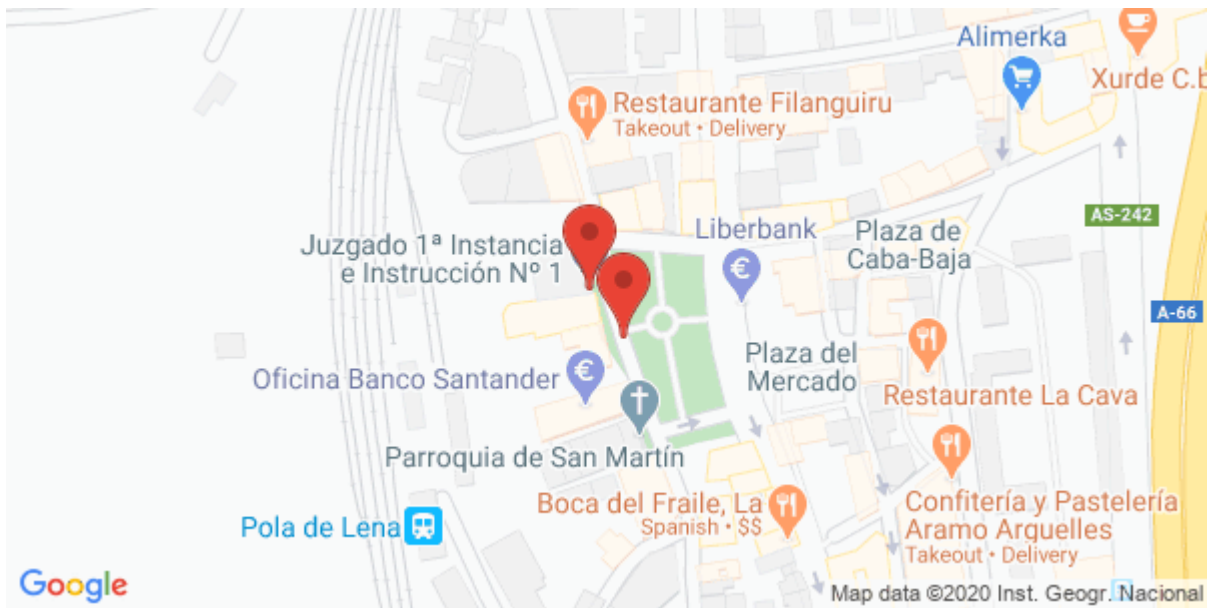 Alimerka
Xurde C.b
Restaurante Filanguiru
Takeout • Delivery
AS-242
Juzgado 1ª Instancia
e Instrucción Nº 1
Liberbank
Plaza de
Caba-Baja
A-66
Oficina Banco Santander
Plaza del
Mercado
Restaurante La Cava
Parroquia de San Martín
Boca del Fraile, La
Spanish • $$
Confitería y Pastelería
Aramo Arguelles
Takeout • Delivery
Pola de Lena
Google
Map data ©2020 Inst. Geogr. Nacional